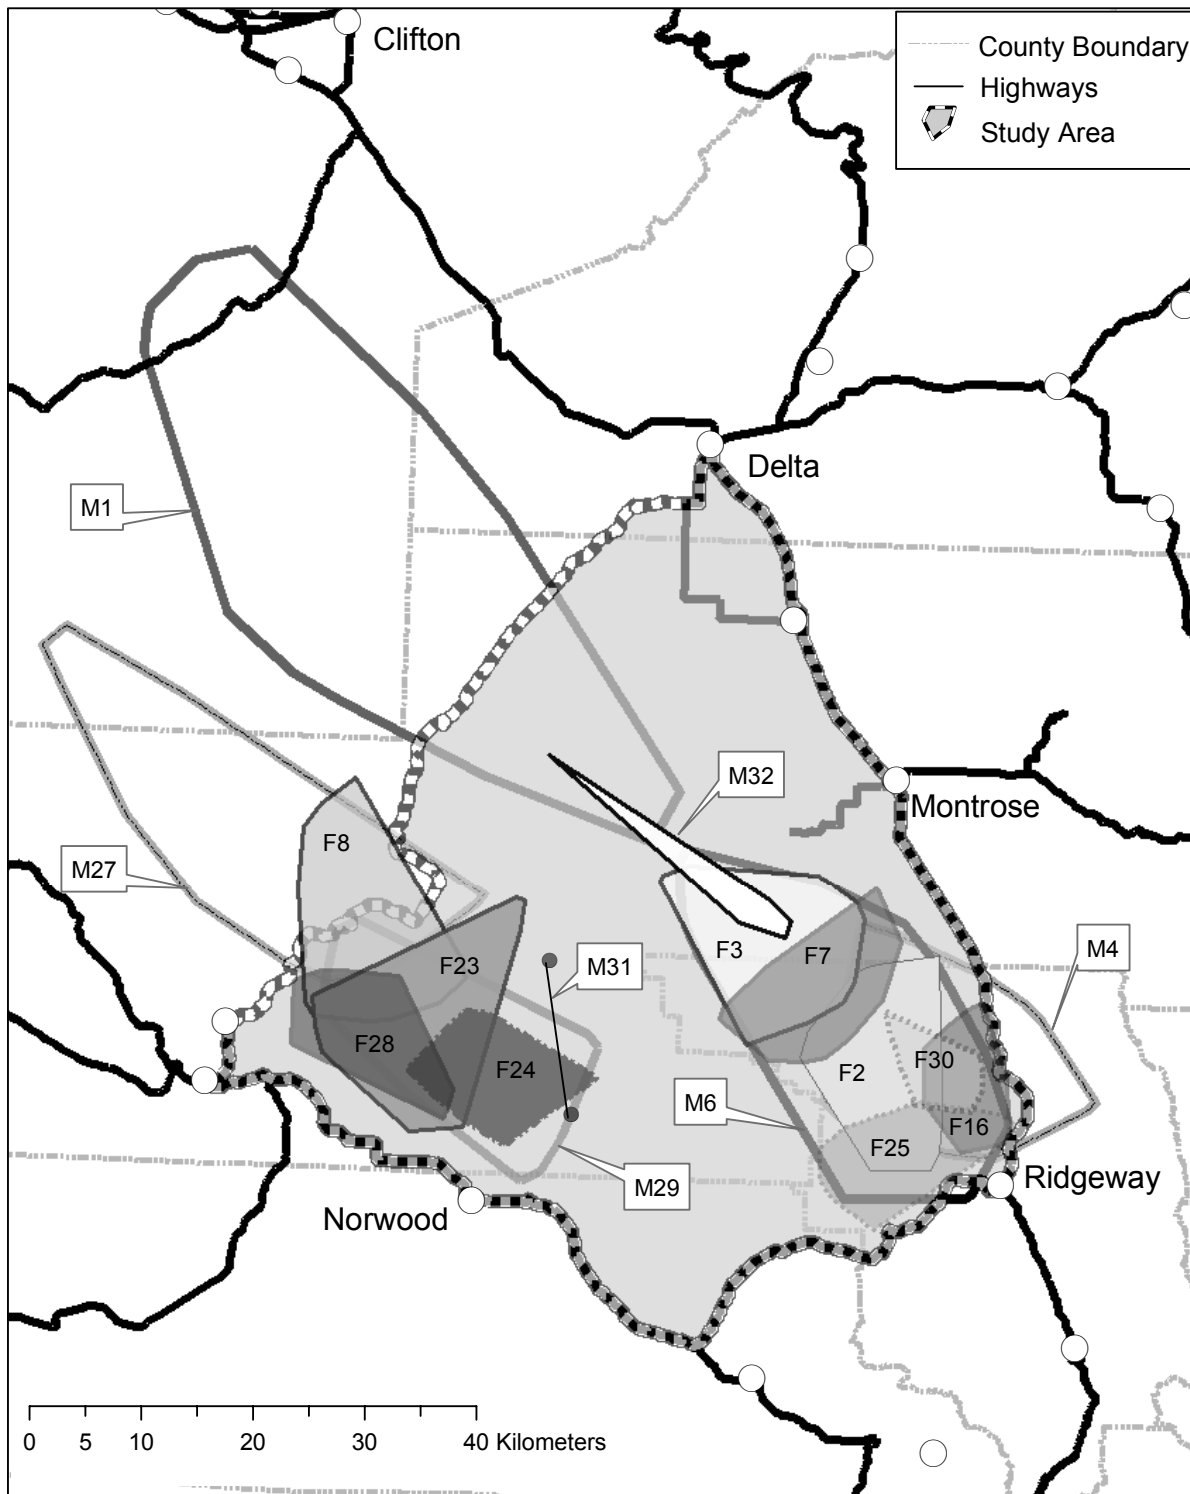 Clifton
County Boundary
Highways
Study Area
Delta
M1
M32
Montrose
F8
M27
F23
M31
F3
F7
M4
F28
F24
F2
F30
M6
F16
F25
M29
Ridgeway
Norwood
0 5 10 20 30 40 Kilometers